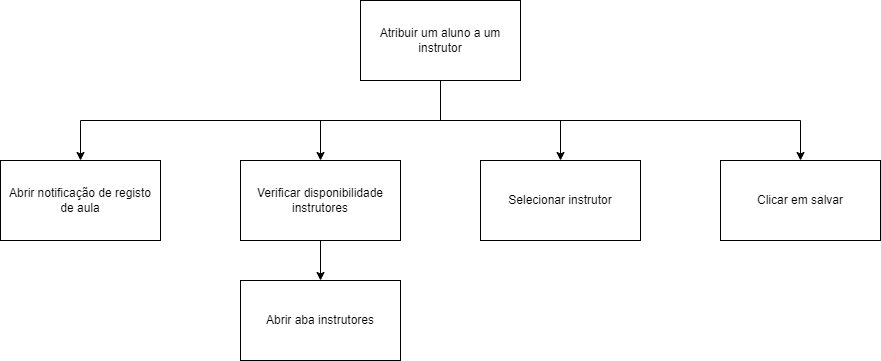 Atribuir um aluno a um
instrutor
Abrir notificação de registo
de aula
Verificar disponibilidade
instrutores
Selecionar instrutor
Clicar em salvar
Abrir aba instrutores